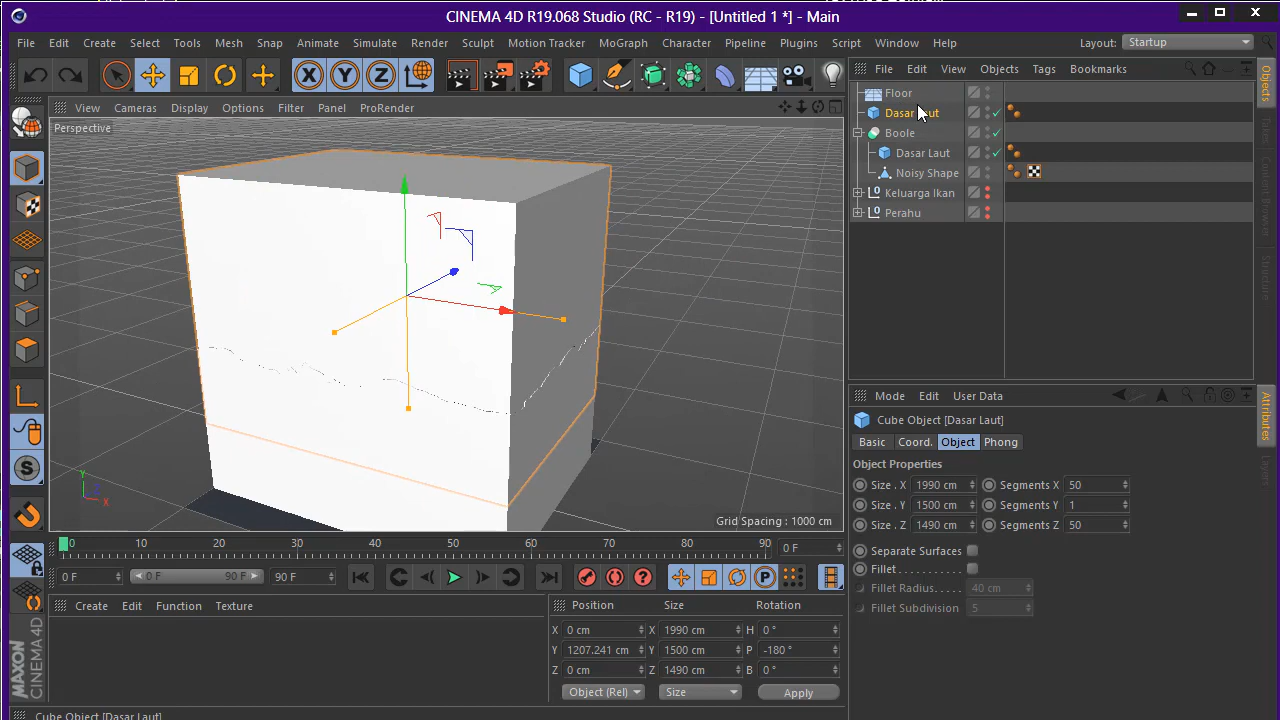 CINEMA 4D R19.068 Studio (RC - R19) - [Untitled 1 *] - Main
File Edit Create Select Tools Mesh Snap Animate Simulate Render Sculpt Motion Tracker MoGraph Character Pipeline Plugins Script Window Help Layout: Startup
X Y Z
File Edit View Objects Tags Bookmarks
View Cameras Display Options Filter Panel ProRender
Perspective
Floor
Dasar Laut
Boole
Dasar Laut
Noisy Shape
Keluarga Ikan
Perahu
Objects
Takes
Content Browser
Structure
Y
Z
X
Grid Spacing : 1000 cm
Mode Edit User Data
Cube Object [Dasar Laut]
Basic Coord. Object Phong
Object Properties
Size . X 1990 cm Segments X 50
Size . Y 1500 cm Segments Y 1
Size . Z 1490 cm Segments Z 50
Separate Surfaces
Fillet
Fillet Radius 40 cm
Fillet Subdivision 5
Attributes
Layers
0 10 20 30 40 50 60 70 80 90 0 F
0 F 0 F 90 F 90 F
P
Create Edit Function Texture
Position Size Rotation
X 0 cm X 1990 cm H 0 °
Y 1207.241 cm Y 1500 cm P -180 °
Z 0 cm Z 1490 cm B 0 °
Object (Rel) Size Apply
MAXON
CINEMA 4D
Cube Object [Dasar Laut]